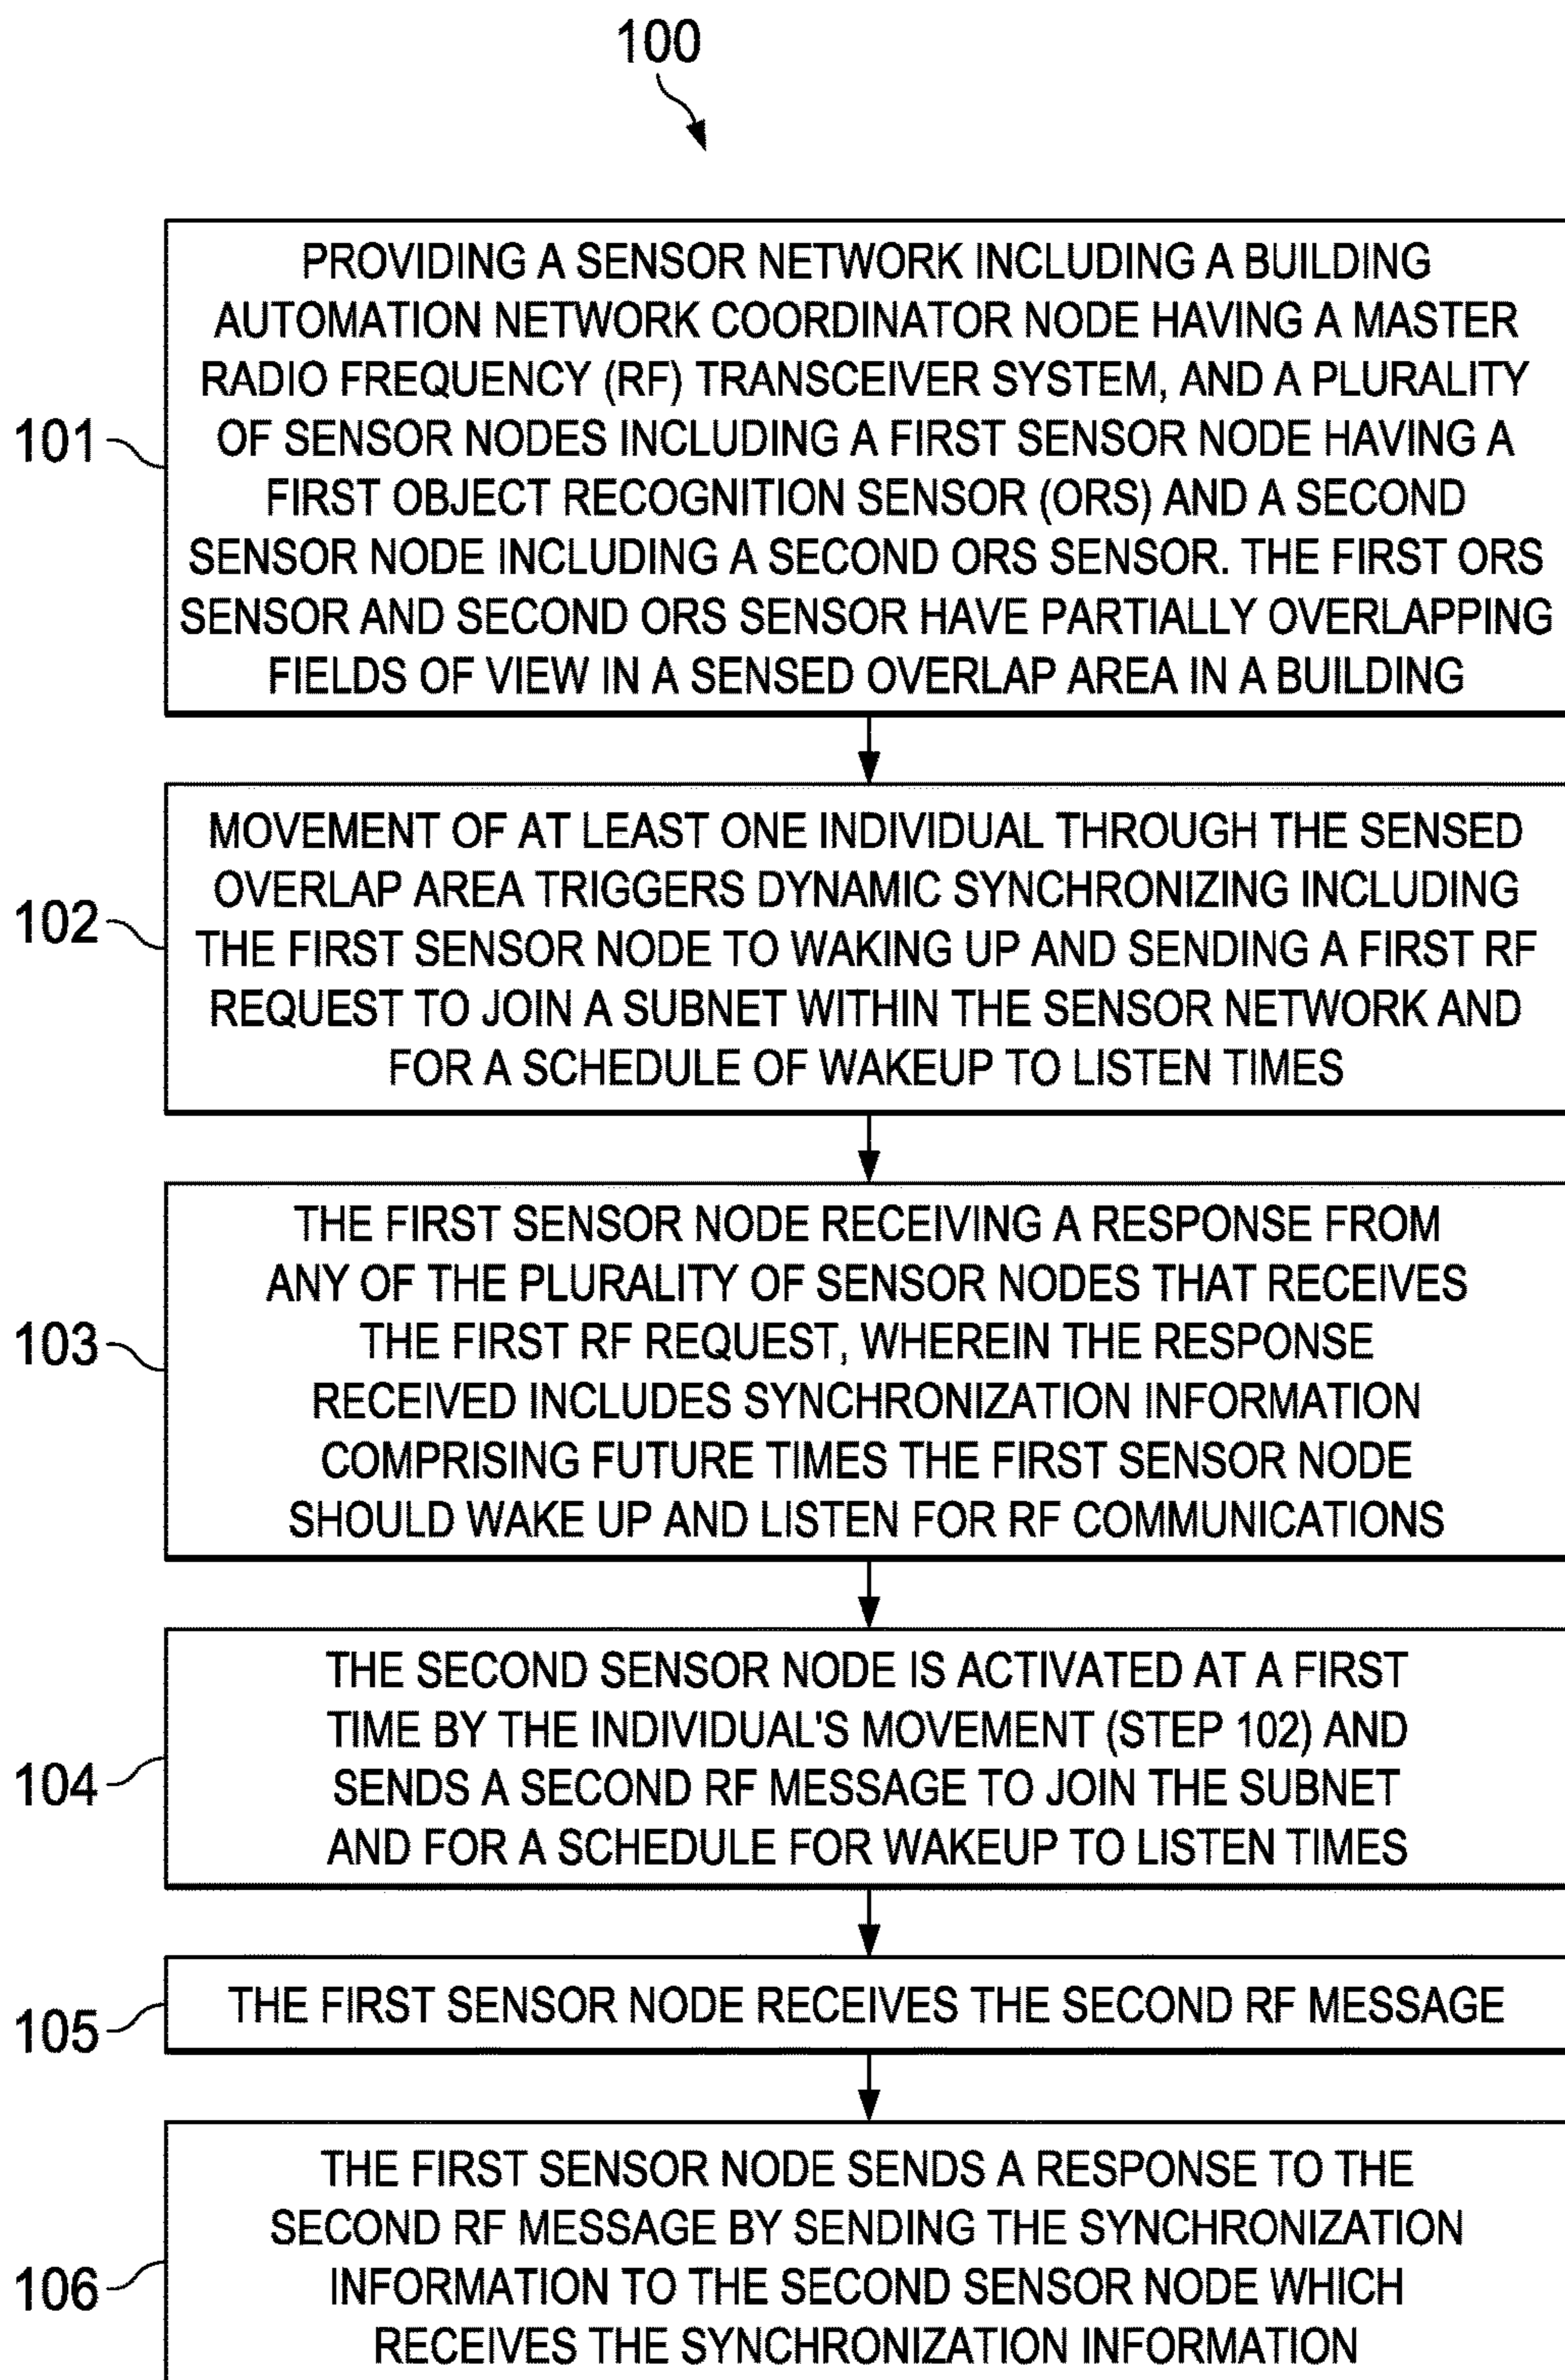 100
101
PROVIDING A SENSOR NETWORK INCLUDING A BUILDING
AUTOMATION NETWORK COORDINATOR NODE HAVING A MASTER
RADIO FREQUENCY (RF) TRANSCEIVER SYSTEM, AND A PLURALITY
OF SENSOR NODES INCLUDING A FIRST SENSOR NODE HAVING A
FIRST OBJECT RECOGNITION SENSOR (ORS) AND A SECOND
SENSOR NODE INCLUDING A SECOND ORS SENSOR. THE FIRST ORS
SENSOR AND SECOND ORS SENSOR HAVE PARTIALLY OVERLAPPING
FIELDS OF VIEW IN A SENSED OVERLAP AREA IN A BUILDING
102
MOVEMENT OF AT LEAST ONE INDIVIDUAL THROUGH THE SENSED
OVERLAP AREA TRIGGERS DYNAMIC SYNCHRONIZING INCLUDING
THE FIRST SENSOR NODE TO WAKING UP AND SENDING A FIRST RF
REQUEST TO JOIN A SUBNET WITHIN THE SENSOR NETWORK AND
FOR A SCHEDULE OF WAKEUP TO LISTEN TIMES
103
THE FIRST SENSOR NODE RECEIVING A RESPONSE FROM
ANY OF THE PLURALITY OF SENSOR NODES THAT RECEIVES
THE FIRST RF REQUEST, WHEREIN THE RESPONSE
RECEIVED INCLUDES SYNCHRONIZATION INFORMATION
COMPRISING FUTURE TIMES THE FIRST SENSOR NODE
SHOULD WAKE UP AND LISTEN FOR RF COMMUNICATIONS
104
THE SECOND SENSOR NODE IS ACTIVATED AT A FIRST
TIME BY THE INDIVIDUAL'S MOVEMENT (STEP 102) AND
SENDS A SECOND RF MESSAGE TO JOIN THE SUBNET
AND FOR A SCHEDULE FOR WAKEUP TO LISTEN TIMES
105
THE FIRST SENSOR NODE RECEIVES THE SECOND RF MESSAGE
106
THE FIRST SENSOR NODE SENDS A RESPONSE TO THE
SECOND RF MESSAGE BY SENDING THE SYNCHRONIZATION
INFORMATION TO THE SECOND SENSOR NODE WHICH
RECEIVES THE SYNCHRONIZATION INFORMATION